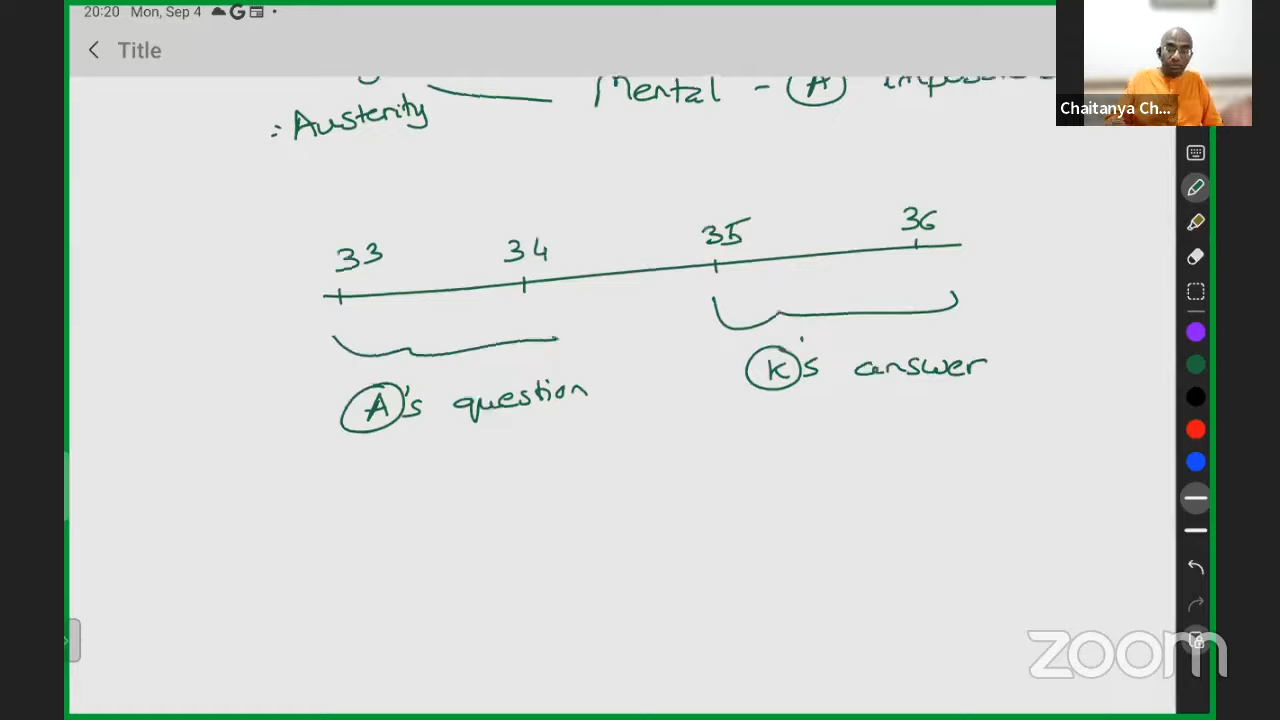 20:20 Mon, Sep 4
Title
Mental - A
: Austerity
33 34 35 36
A's question
K's answer
Chaitanya Ch...
zoom